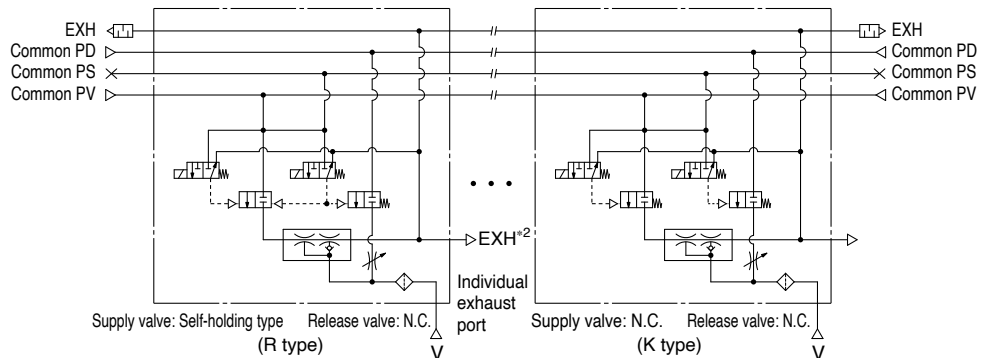 EXH
EXH
Common PD
Common PD
Common PS
Common PS
Common PV
Common PV
• • •
EXH*2
Individual
exhaust
port
Supply valve: Self-holding type
Release valve: N.C.
(R type)
V
Supply valve: N.C.
Release valve: N.C.
(K type)
V